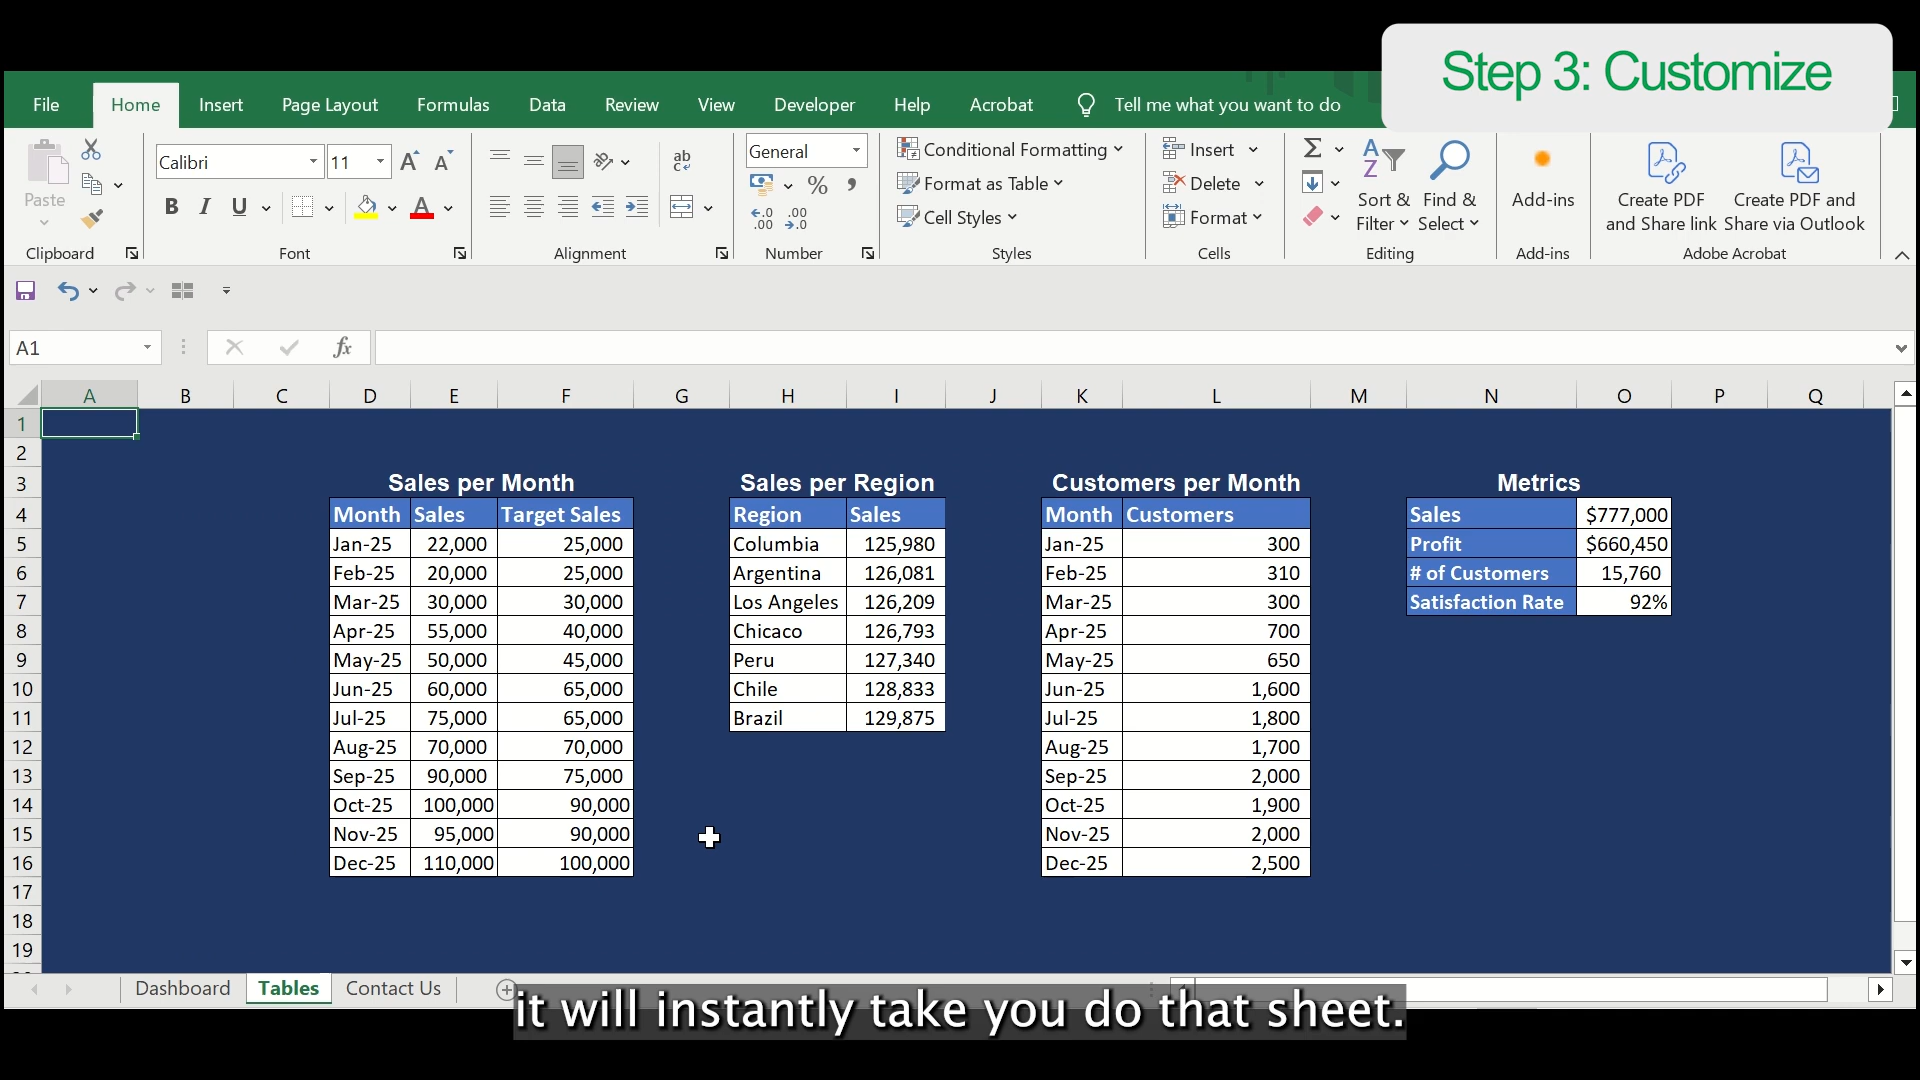 Step 3: Customize
File Home Insert Page Layout Formulas Data Review View Developer Help Acrobat Tell me what you want to do
Paste
Clipboard
Calibri 11 A A
B I U A
Font
ab
c
Alignment
General
% ,
.0 .00
.00 .0
Number
Conditional Formatting
Format as Table
Cell Styles
Styles
Insert
Delete
Format
Cells
Σ
A
Z
Sort &
Filter
Find &
Select
Editing
Add-ins
Add-ins
Create PDF
and Share link
Create PDF and
Share via Outlook
Adobe Acrobat
A1 fx
A B C D E F G H I J K L M N O P Q
1
2
3 Sales per Month Sales per Region Customers per Month Metrics
4 Month Sales Target Sales Region Sales Month Customers Sales $777,000
5 Jan-25 22,000 25,000 Columbia 125,980 Jan-25 300 Profit $660,450
6 Feb-25 20,000 25,000 Argentina 126,081 Feb-25 310 # of Customers 15,760
7 Mar-25 30,000 30,000 Los Angeles 126,209 Mar-25 300 Satisfaction Rate 92%
8 Apr-25 55,000 40,000 Chicaco 126,793 Apr-25 700
9 May-25 50,000 45,000 Peru 127,340 May-25 650
10 Jun-25 60,000 65,000 Chile 128,833 Jun-25 1,600
11 Jul-25 75,000 65,000 Brazil 129,875 Jul-25 1,800
12 Aug-25 70,000 70,000 Aug-25 1,700
13 Sep-25 90,000 75,000 Sep-25 2,000
14 Oct-25 100,000 90,000 Oct-25 1,900
15 Nov-25 95,000 90,000 Nov-25 2,000
16 Dec-25 110,000 100,000 Dec-25 2,500
17
18
19
Dashboard Tables Contact Us
it will instantly take you do that sheet.